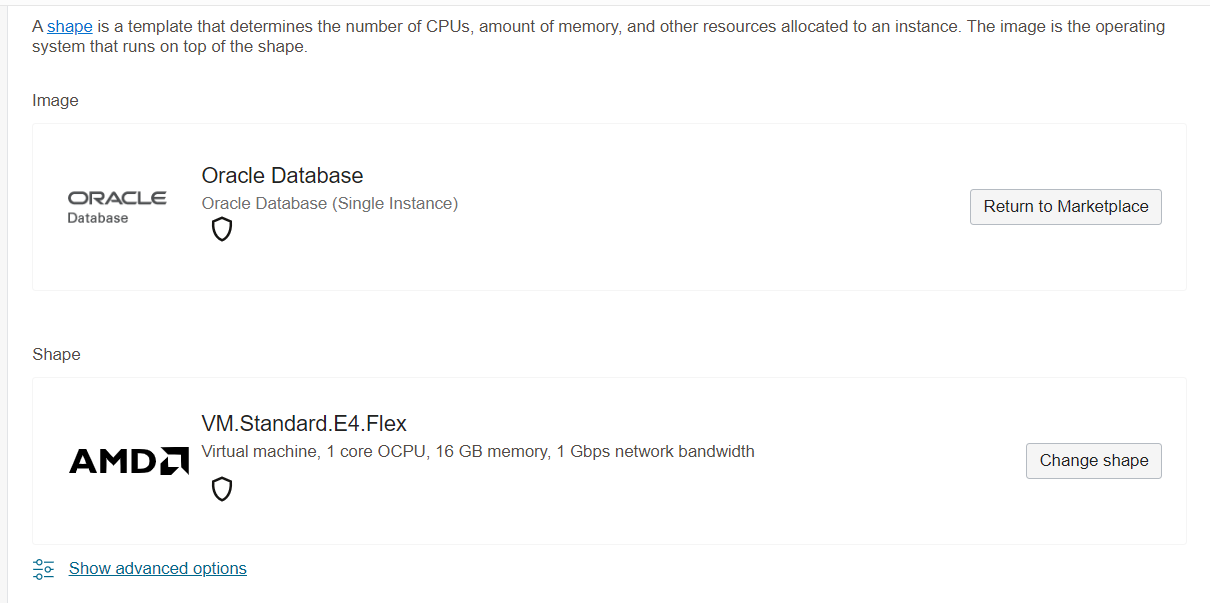 A shape is a template that determines the number of CPUs, amount of memory, and other resources allocated to an instance. The image is the operating
system that runs on top of the shape.
Image
ORACLE
Database
Oracle Database
Oracle Database (Single Instance)
Return to Marketplace
Shape
AMD
VM.Standard.E4.Flex
Virtual machine, 1 core OCPU, 16 GB memory, 1 Gbps network bandwidth
Change shape
Show advanced options